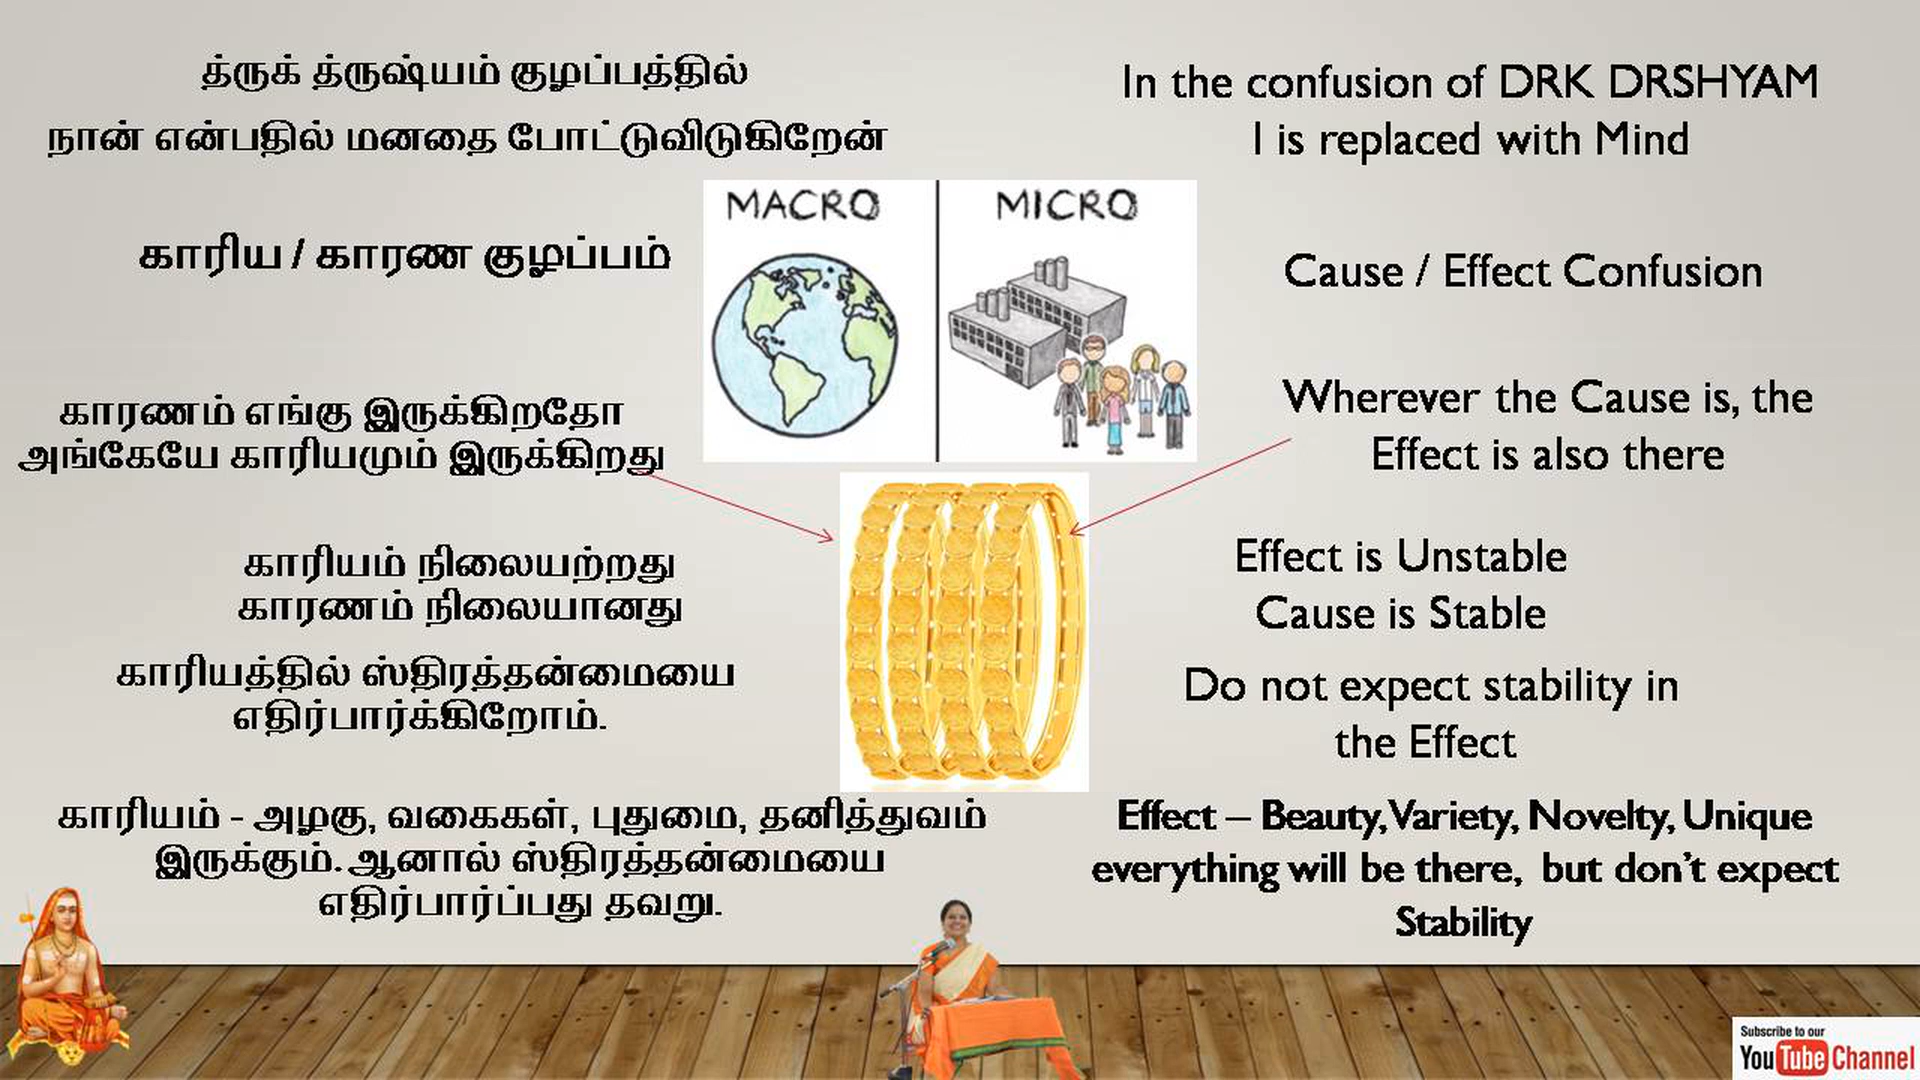 த்ருக் த்ருஷ்யம் குழப்பத்தில்
நான் என்பதில் மனதை போட்டுவிடுகிறேன்
காரிய / காரண குழப்பம்
காரணம் எங்கு இருக்கிறதோ
அங்கேயே காரியமும் இருக்கிறது
காரியம் நிலையற்றது
காரணம் நிலையானது
காரியத்தில் ஸ்திரத்தன்மையை
எதிர்பார்க்கிறோம்.
காரியம் - அழகு, வகைகள், புதுமை, தனித்துவம்
இருக்கும். ஆனால் ஸ்திரத்தன்மையை
எதிர்பார்ப்பது தவறு.
MACRO
MICRO
In the confusion of DRK DRSHYAM
I is replaced with Mind
Cause / Effect Confusion
Wherever the Cause is, the
Effect is also there
Effect is Unstable
Cause is Stable
Do not expect stability in
the Effect
Effect – Beauty, Variety, Novelty, Unique
everything will be there, but don't expect
Stability
Subscribe to our
YouTube Channel